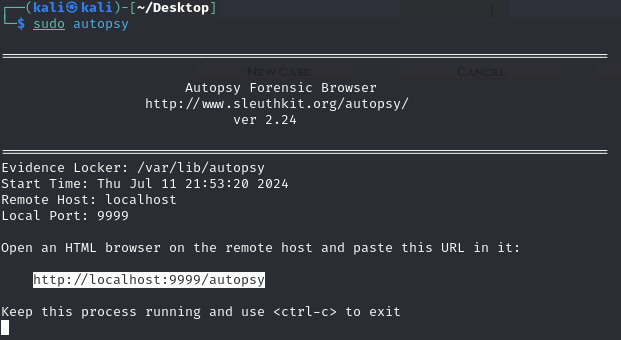 ┌──(kali㉿kali)-[~/Desktop]
└─$ sudo autopsy
============================================================================
NEW CASE CANCEL
Autopsy Forensic Browser
http://www.sleuthkit.org/autopsy/
ver 2.24
============================================================================
Evidence Locker: /var/lib/autopsy
Start Time: Thu Jul 11 21:53:20 2024
Remote Host: localhost
Local Port: 9999
Open an HTML browser on the remote host and paste this URL in it:
http://localhost:9999/autopsy
Keep this process running and use <ctrl-c> to exit